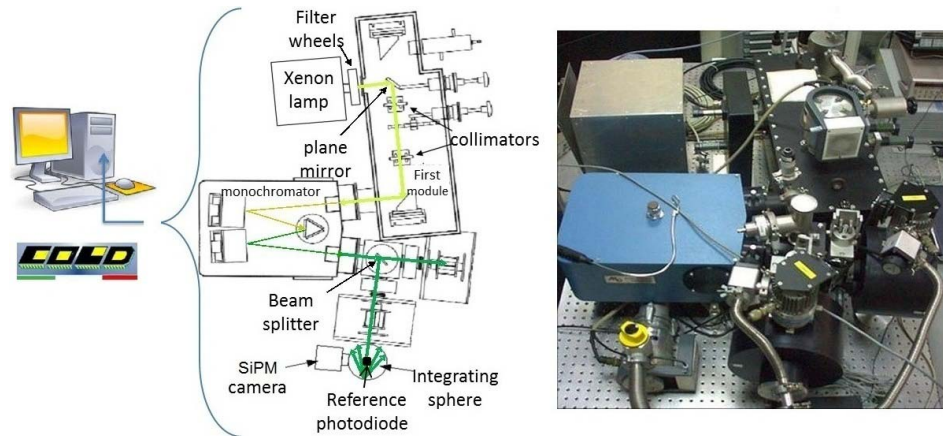 Filter
wheels
Xenon
lamp
plane
mirror
collimators
First
module
monochromator
COLD
Beam
splitter
SiPM
camera
Integrating
sphere
Reference
photodiode